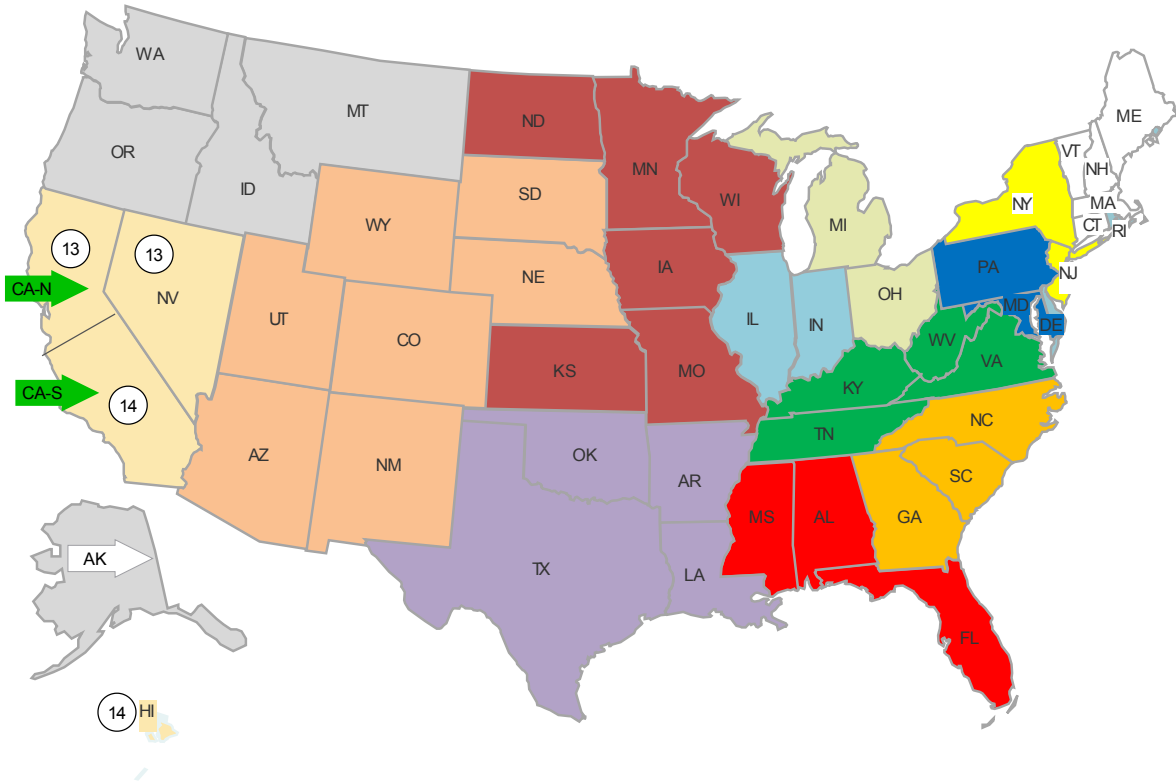 WA
ME
MT
ND
VT
OR
NH
MN
ID
SD
WI
NY
MA
WY
MI
CT
RI
13
13
IA
PA
NJ
CA-N
NV
NE
OH
MD
UT
IL
IN
DE
CO
WV
VA
KS
MO
KY
CA-S
14
NC
TN
AZ
NM
OK
AR
SC
MS
AL
GA
AK
TX
LA
FL
14
HI